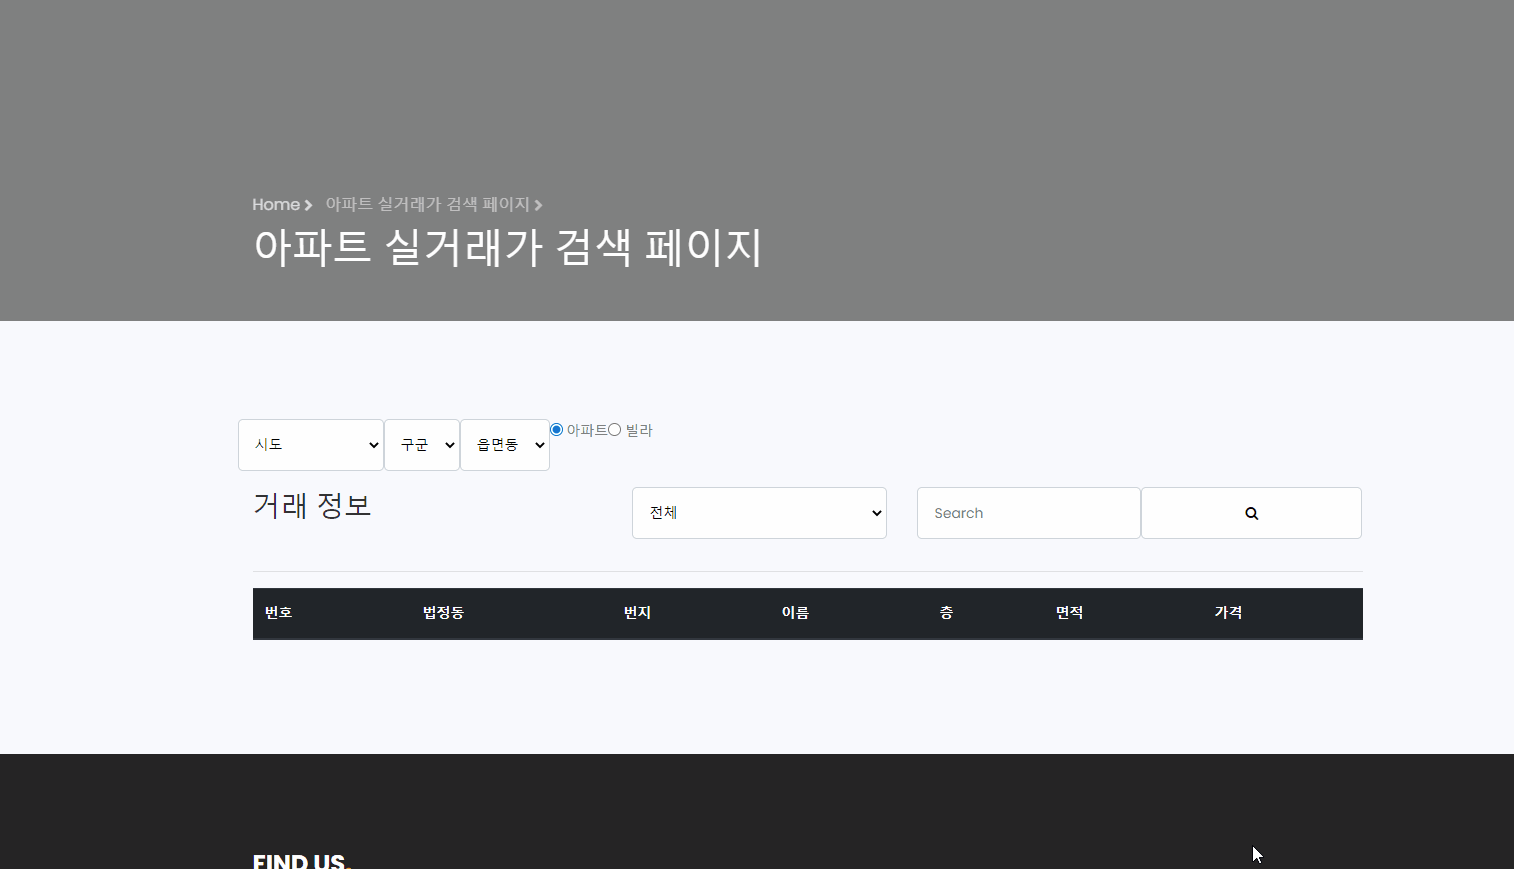 Home 아파트 실거래가 검색 페이지
아파트 실거래가 검색 페이지
시도 구군 읍면동 아파트 빌라
거래 정보 전체 Search
번호 법정동 번지 이름 층 면적 가격
FIND US.